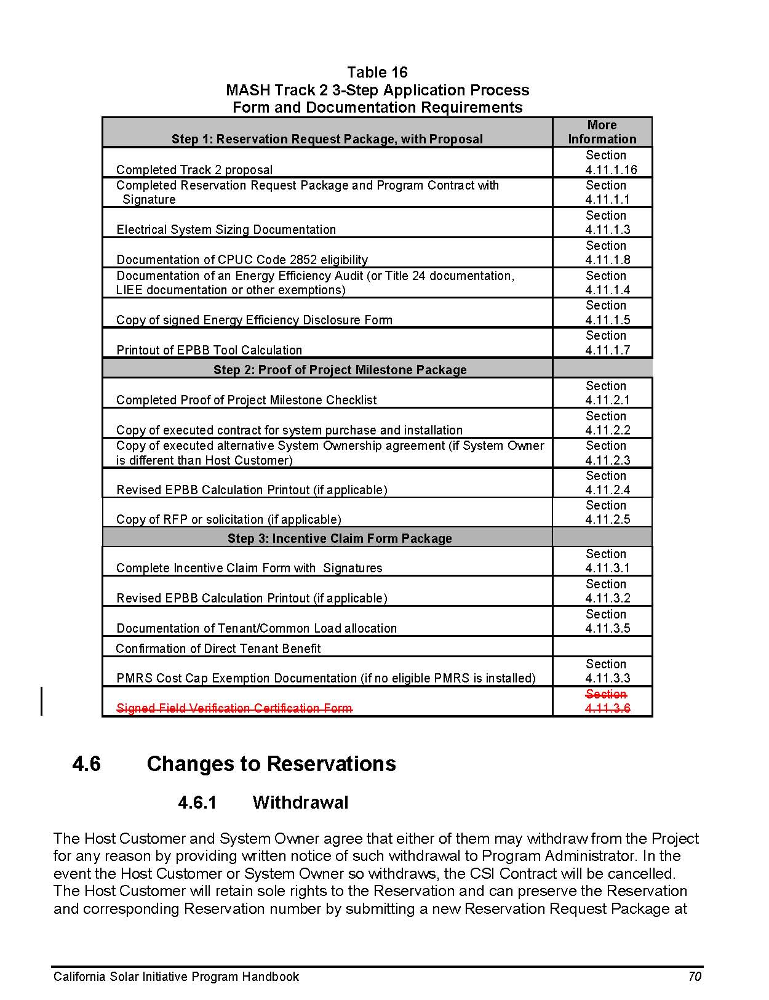 Table 16
MASH Track 2 3-Step Application Process
Form and Documentation Requirements
More
Step 1: Reservation Request Package, with Proposal Information
Section
Completed Track 2 proposal 4.11.1.16
Completed Reservation Request Package and Program Contract with Section
Signature 4.11.1.1
Section
Electrical System Sizing Documentation 4.11.1.3
Section
Documentation of CPUC Code 2852 eligibility 4.11.1.8
Documentation of an Energy Efficiency Audit (or Title 24 documentation, Section
LIEE documentation or other exemptions) 4.11.1.4
Section
Copy of signed Energy Efficiency Disclosure Form 4.11.1.5
Section
Printout of EPBB Tool Calculation 4.11.1.7
Step 2: Proof of Project Milestone Package
Section
Completed Proof of Project Milestone Checklist 4.11.2.1
Section
Copy of executed contract for system purchase and installation 4.11.2.2
Copy of executed alternative System Ownership agreement (if System Owner Section
is different than Host Customer) 4.11.2.3
Section
Revised EPBB Calculation Printout (if applicable) 4.11.2.4
Section
Copy of RFP or solicitation (if applicable) 4.11.2.5
Step 3: Incentive Claim Form Package
Section
Complete Incentive Claim Form with Signatures 4.11.3.1
Section
Revised EPBB Calculation Printout (if applicable) 4.11.3.2
Section
Documentation of Tenant/Common Load allocation 4.11.3.5
Confirmation of Direct Tenant Benefit
Section
PMRS Cost Cap Exemption Documentation (if no eligible PMRS is installed) 4.11.3.3
Section
Signed Field Verification Certification Form 4.11.3.6
4.6 Changes to Reservations
4.6.1 Withdrawal
The Host Customer and System Owner agree that either of them may withdraw from the Project
for any reason by providing written notice of such withdrawal to Program Administrator. In the
event the Host Customer or System Owner so withdraws, the CSI Contract will be cancelled.
The Host Customer will retain sole rights to the Reservation and can preserve the Reservation
and corresponding Reservation number by submitting a new Reservation Request Package at
California Solar Initiative Program Handbook 70